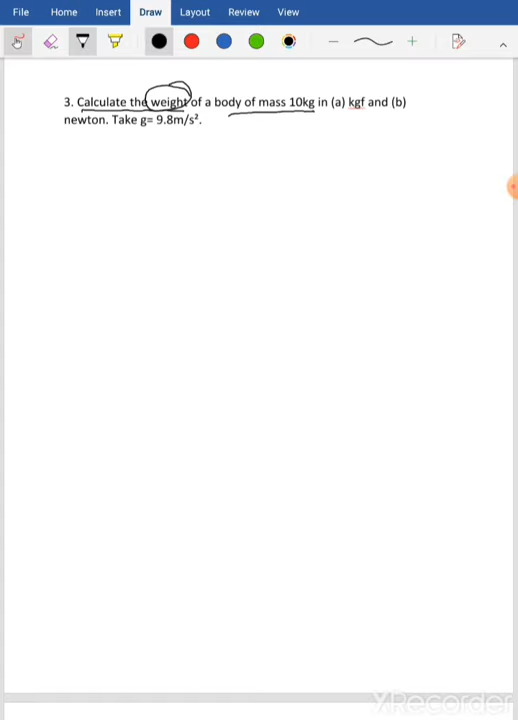 File Home Insert Draw Layout Review View
3. Calculate the weight of a body of mass 10kg in (a) kgf and (b)
newton. Take g= 9.8m/s².
XRecorder